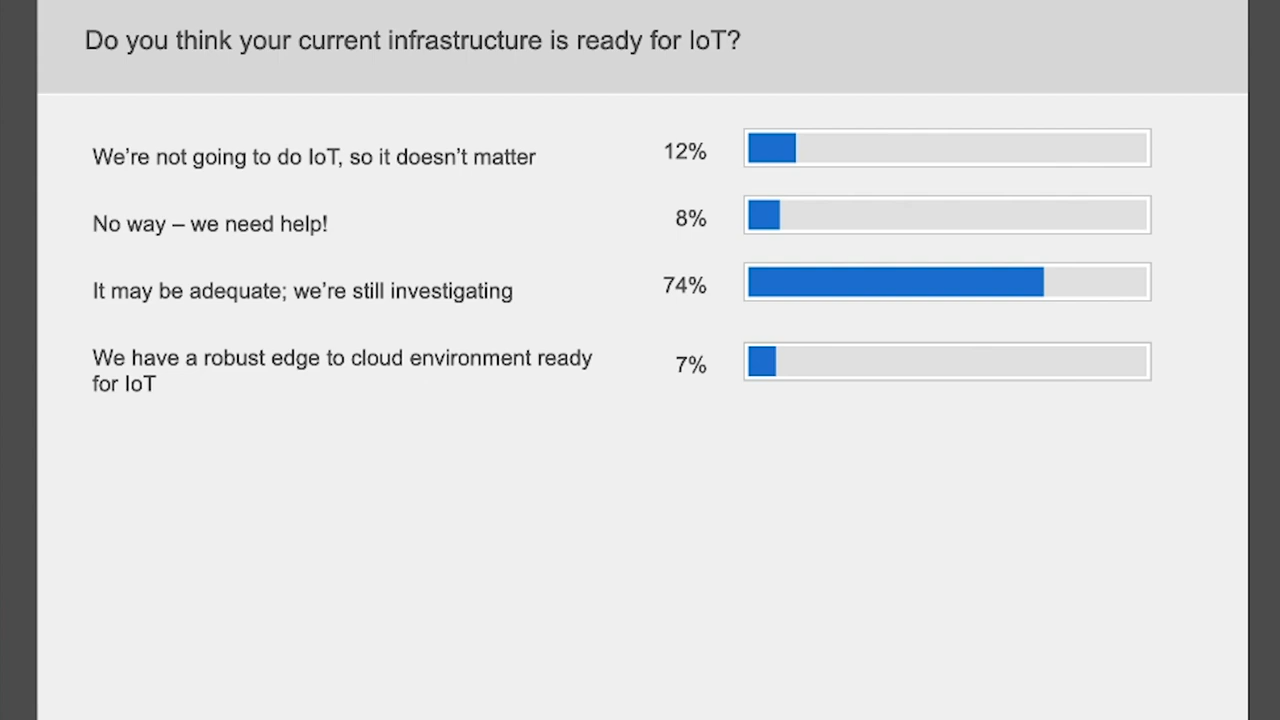 Do you think your current infrastructure is ready for IoT?
We’re not going to do IoT, so it doesn’t matter 12%
No way – we need help! 8%
It may be adequate; we’re still investigating 74%
We have a robust edge to cloud environment ready 7%
for IoT